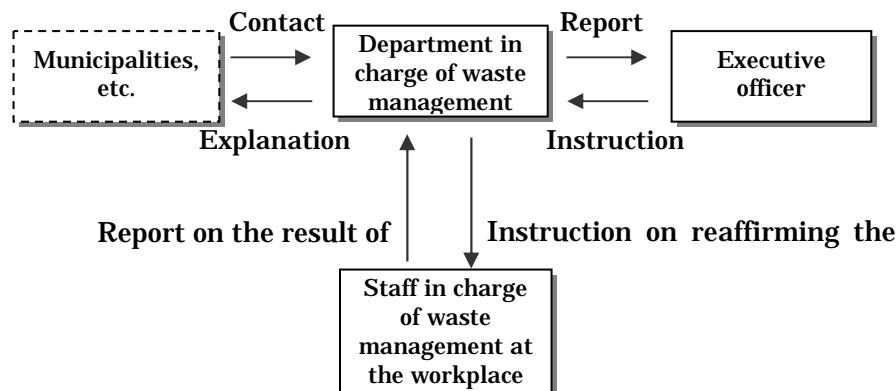 Contact
Report
Municipalities,
etc.
Department in
charge of waste
management
Executive
officer
Explanation
Instruction
Report on the result of
Instruction on reaffirming the
Staff in charge
of waste
management at
the workplace